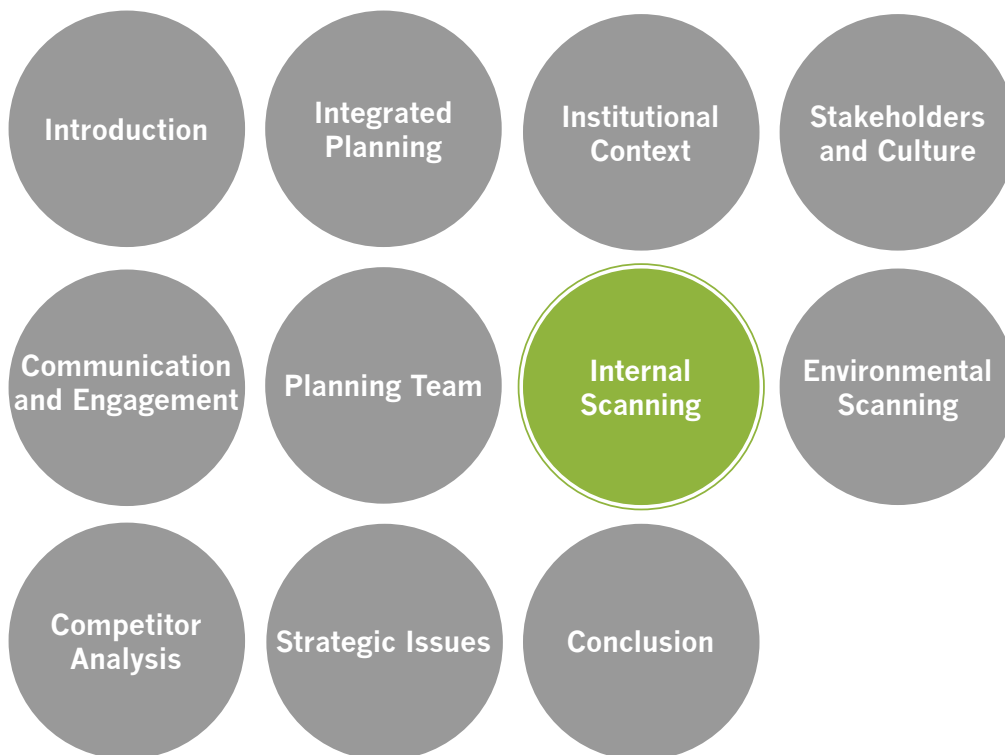 Introduction
Integrated
Planning
Institutional
Context
Stakeholders
and Culture
Communication
and Engagement
Planning Team
Internal
Scanning
Environmental
Scanning
Competitor
Analysis
Strategic Issues
Conclusion